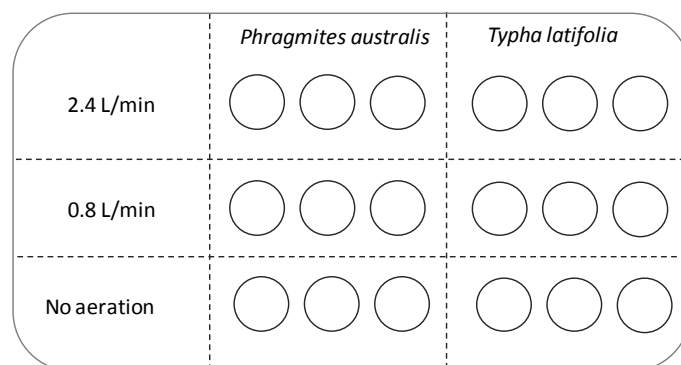 Phragmites australis Typha latifolia
2.4 L/min
0.8 L/min
No aeration